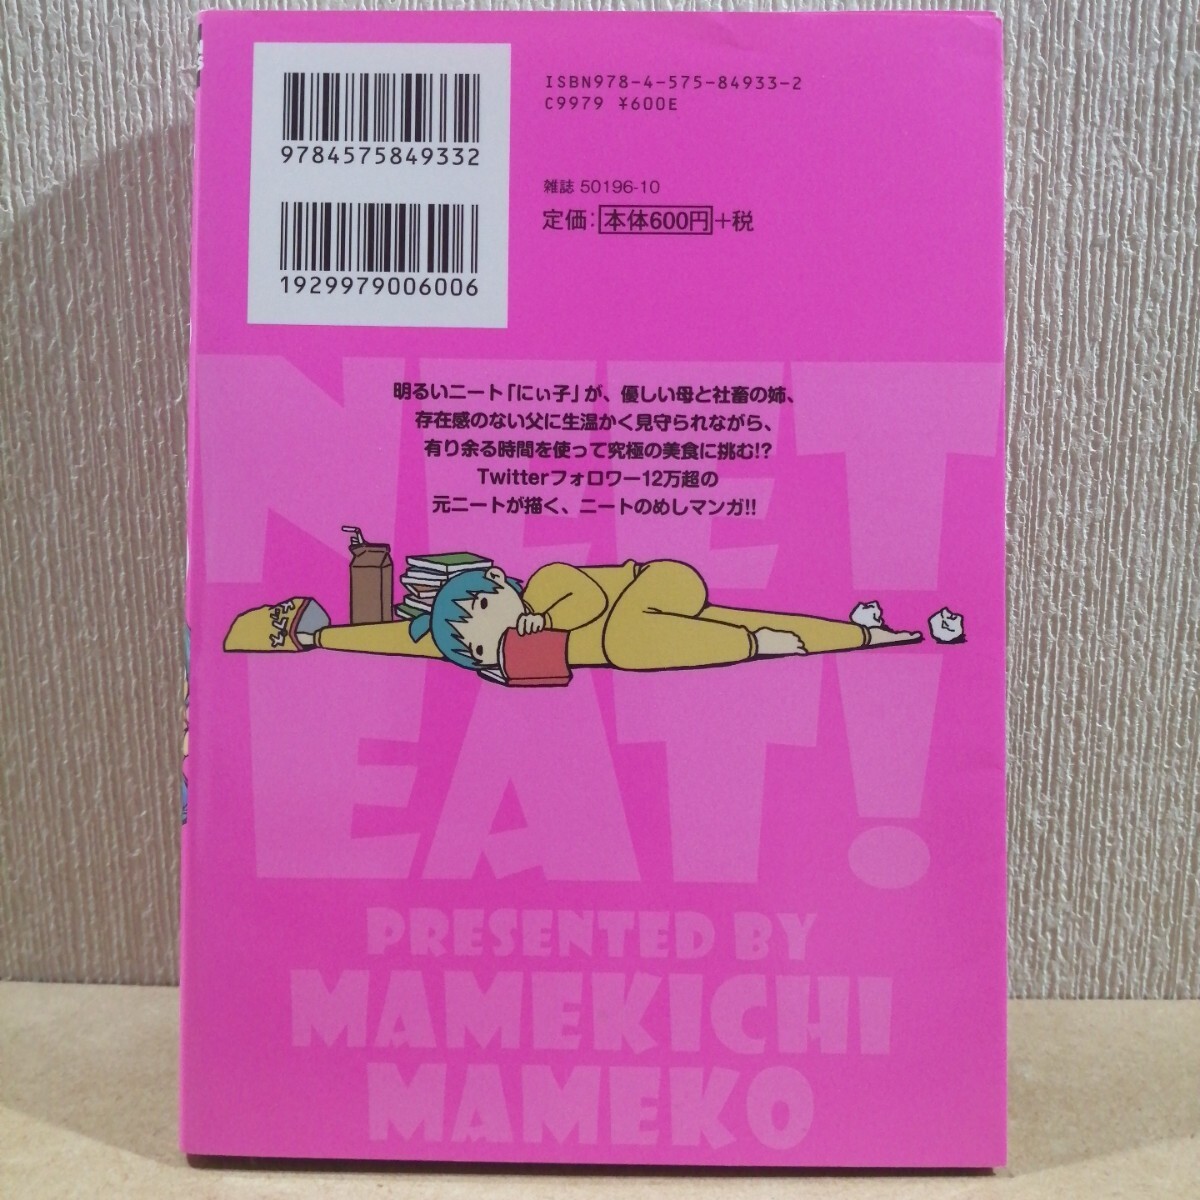 ISBN978-4-575-84933-2
C9979 ¥600E
9784575849332
雑誌 50196-10
定価：本体600円+税
1929979006006
NEET
明るいニート「にぃ子」が、優しい母と社畜の姉、
存在感のない父に生温かく見守られながら、
有り余る時間を使って究極の美食に挑む!?
Twitterフォロワー12万超の
元ニートが描く、ニートのめしマンガ!!
EAT!
PRESENTED BY
MAMEKICHI
MAMEKO